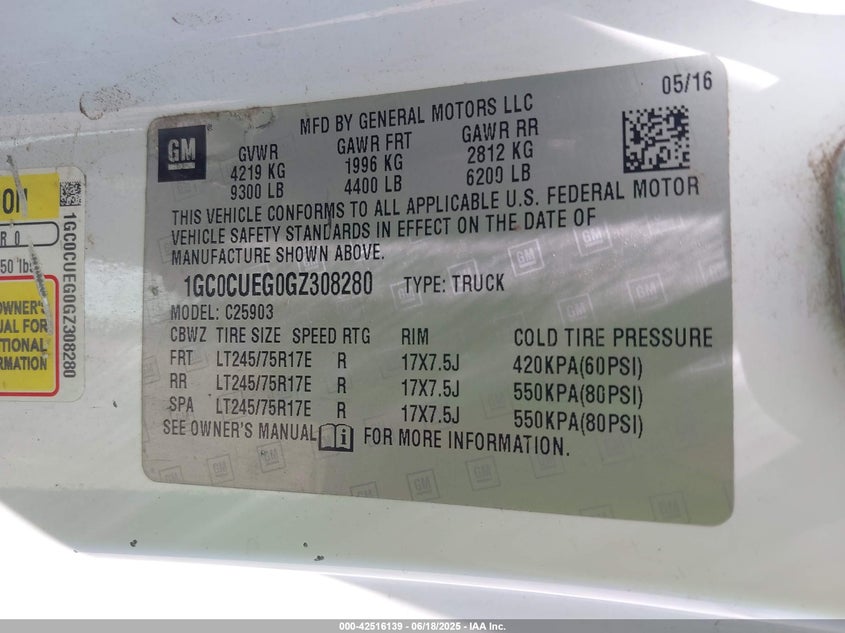 05/16
MFD BY GENERAL MOTORS LLC
GM
GVWR GAWR FRT GAWR RR
4219 KG 1996 KG 2812 KG
9300 LB 4400 LB 6200 LB
THIS VEHICLE CONFORMS TO ALL APPLICABLE U.S. FEDERAL MOTOR
VEHICLE SAFETY STANDARDS IN EFFECT ON THE DATE OF
MANUFACTURE SHOWN ABOVE.
1GC0CUEG0GZ308280 TYPE: TRUCK
MODEL: C25903
CBWZ TIRE SIZE SPEED RTG RIM COLD TIRE PRESSURE
FRT LT245/75R17E R 17X7.5J 420KPA(60PSI)
RR LT245/75R17E R 17X7.5J 550KPA(80PSI)
SPA LT245/75R17E R 17X7.5J 550KPA(80PSI)
SEE OWNER'S MANUAL FOR MORE INFORMATION.
1GC0CUEG0GZ308280
ION
R 0
50 lbs
OWNER'S
UAL FOR
TIONAL
RMATION
000-42516139 - 06/18/2025 - IAA Inc.